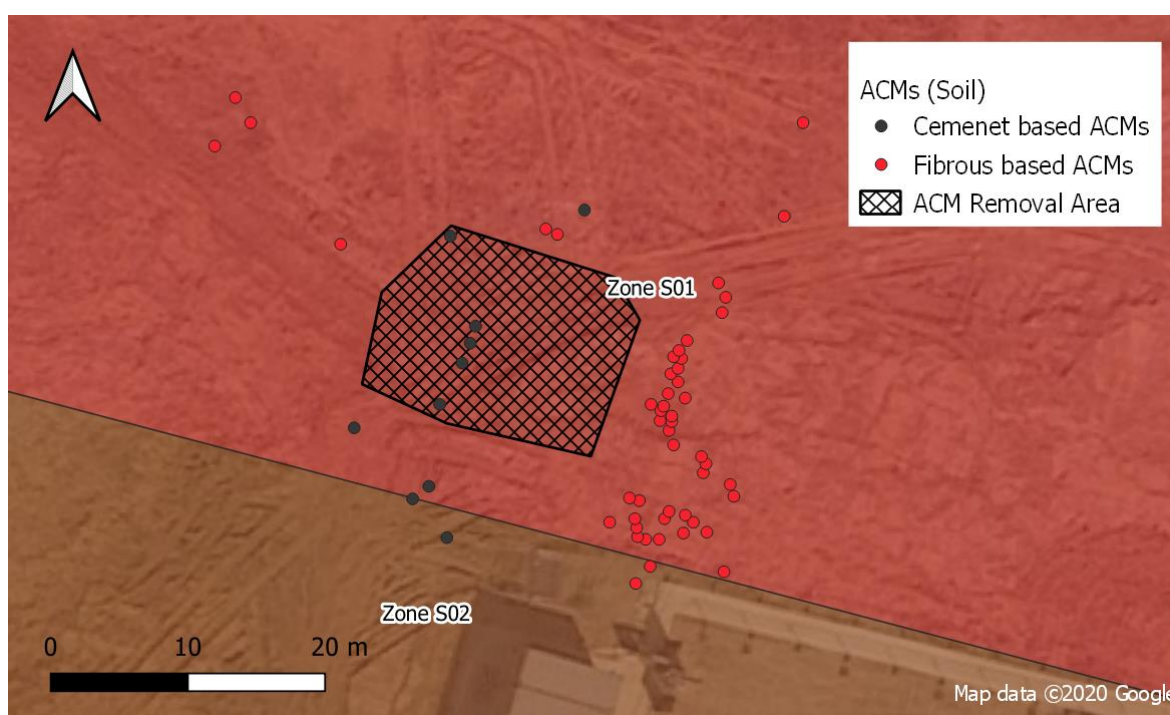 ACMs (Soil)
Cemenet based ACMs
Fibrous based ACMs
ACM Removal Area
Zone S01
Zone S02
0 10 20 m
Map data ©2020 Google